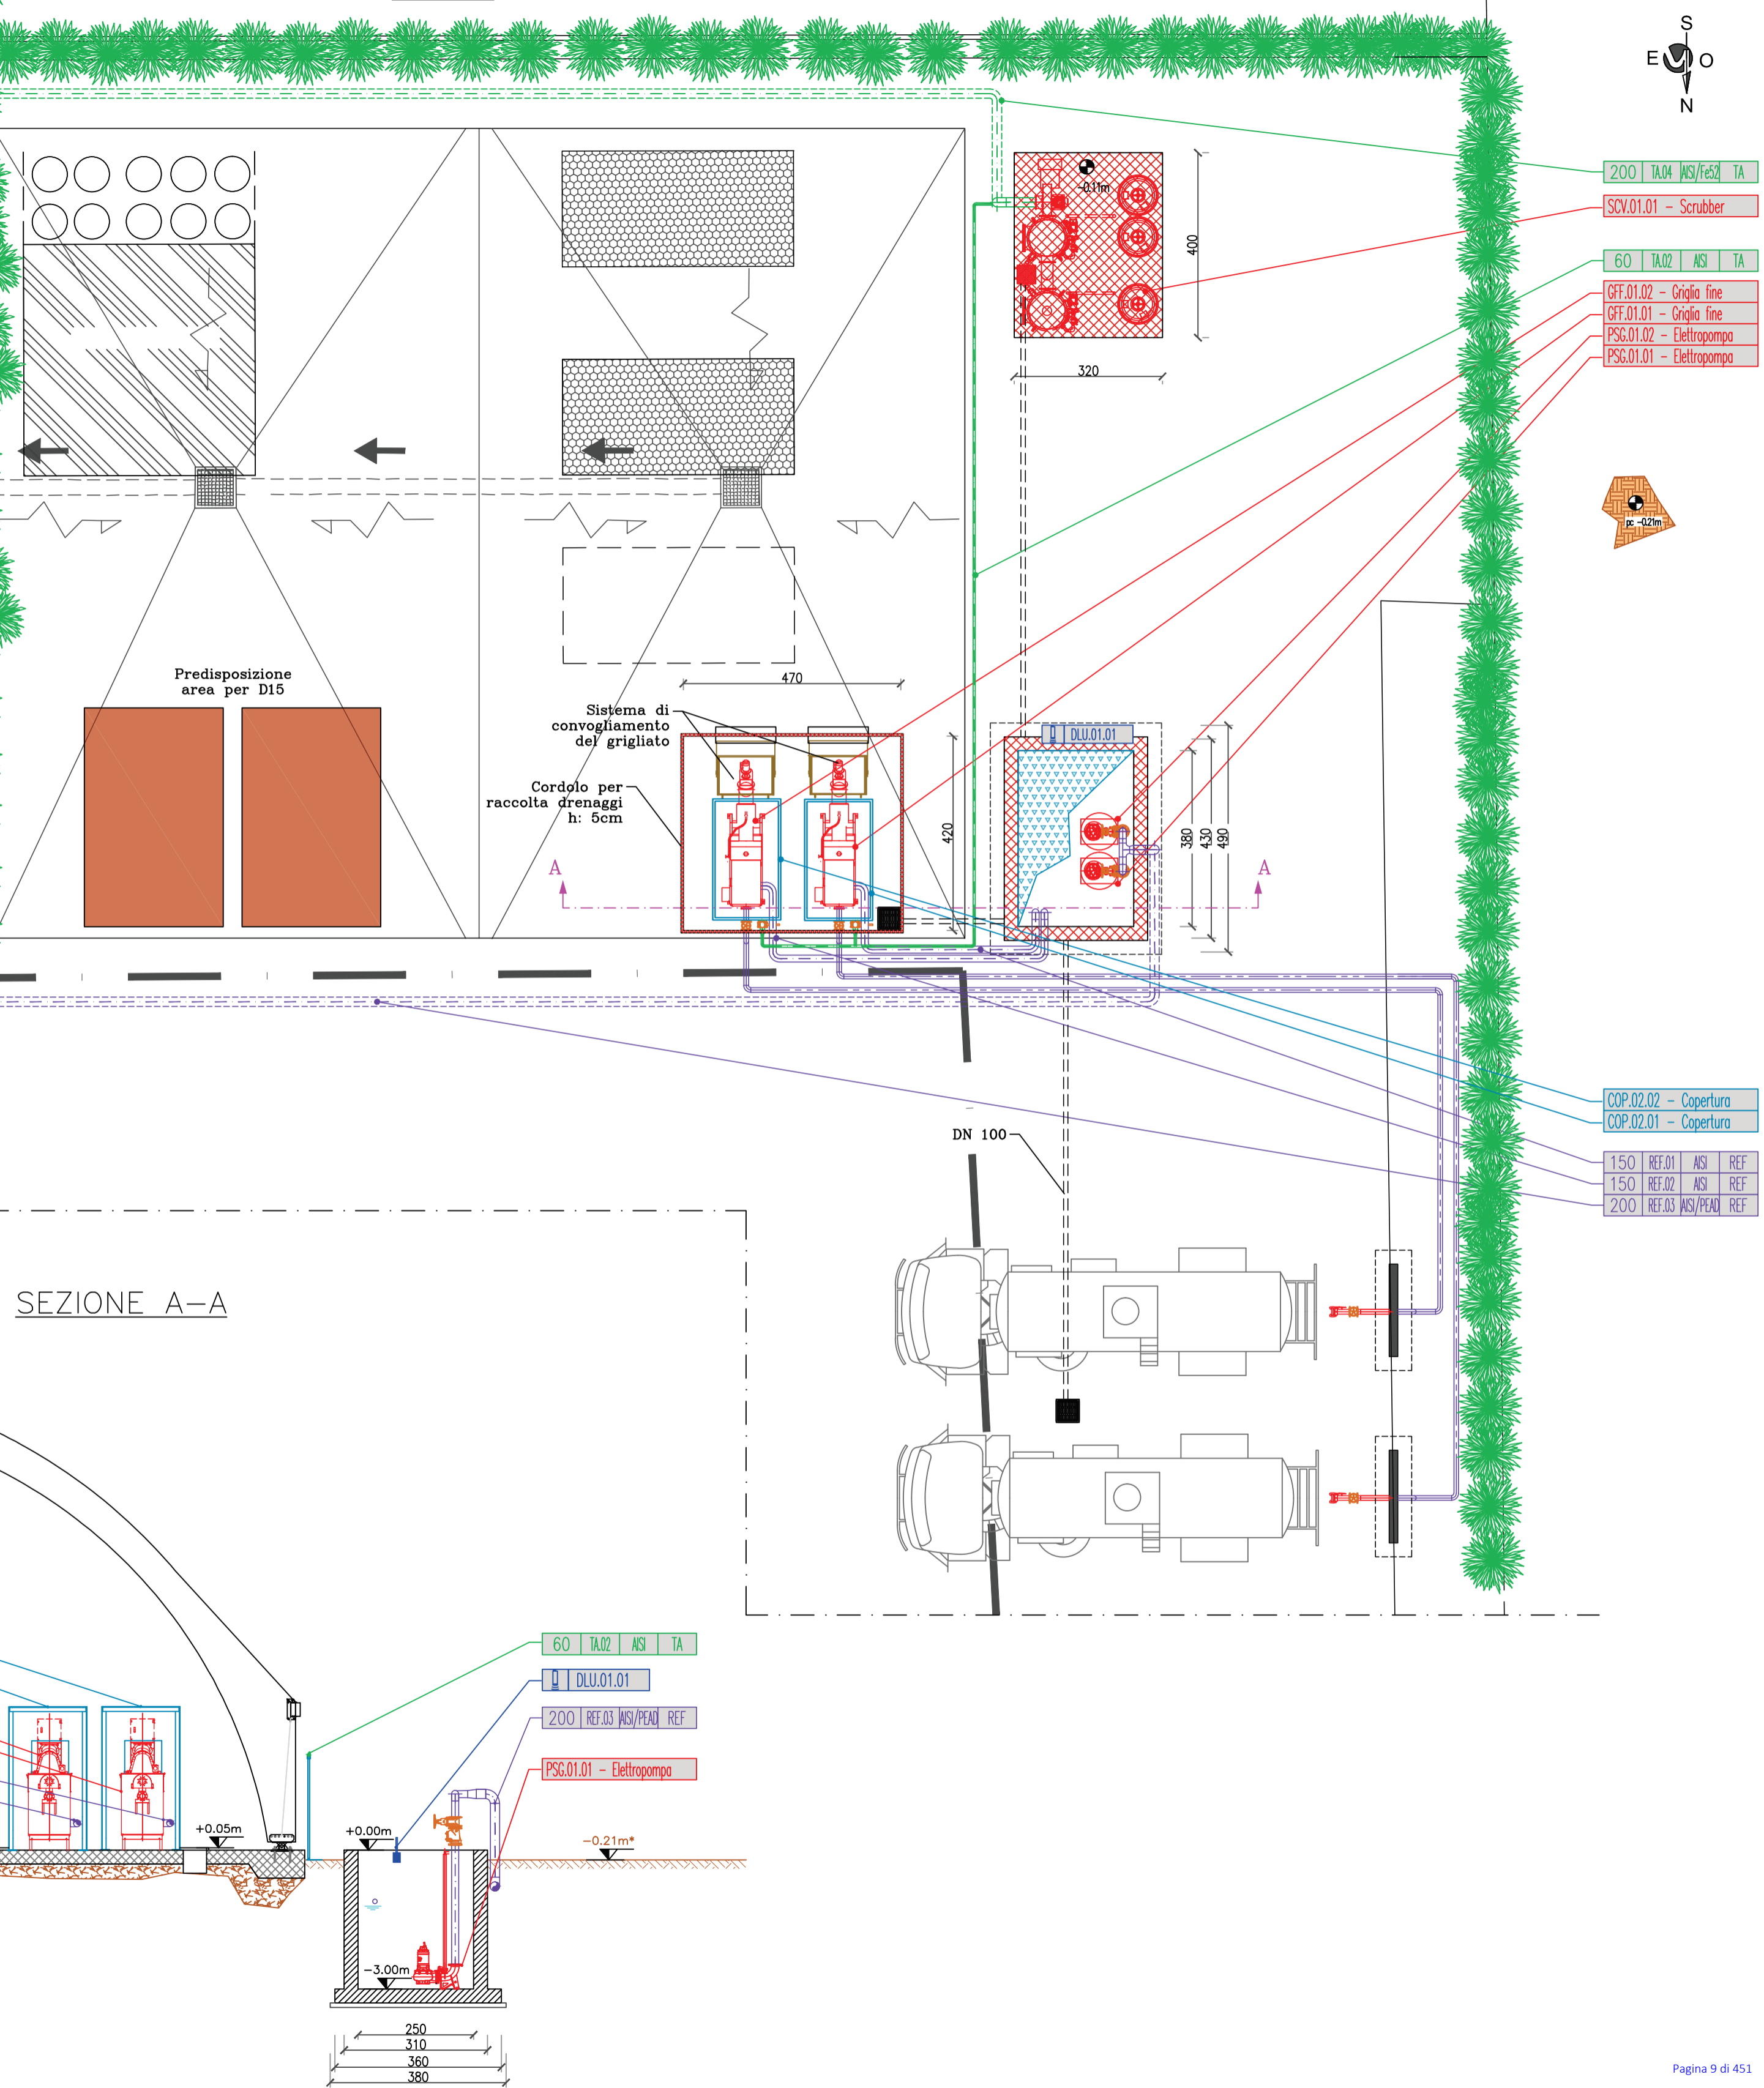 S
E O
N
200 TA.04 AISI/Fe52 TA
SCV.01.01 - Scrubber
-0.11m
400
320
60 TA.02 AISI TA
GFF.01.02 - Griglia fine
GFF.01.01 - Griglia fine
PSG.01.02 - Elettropompa
PSG.01.01 - Elettropompa
pc -0.21m
Predisposizione
area per D15
470
Sistema di
convogliamento
del grigliato
Cordolo per
raccolta drenaggi
h: 5cm
420
DLU.01.01
380
430
490
A
A
COP.02.02 - Copertura
COP.02.01 - Copertura
DN 100
150 REF.01 AISI REF
150 REF.02 AISI REF
200 REF.03 AISI/PEAD REF
SEZIONE A-A
60 TA.02 AISI TA
DLU.01.01
200 REF.03 AISI/PEAD REF
PSG.01.01 - Elettropompa
+0.05m
+0.00m
-0.21m*
-3.00m
250
310
360
380
Pagina 9 di 451